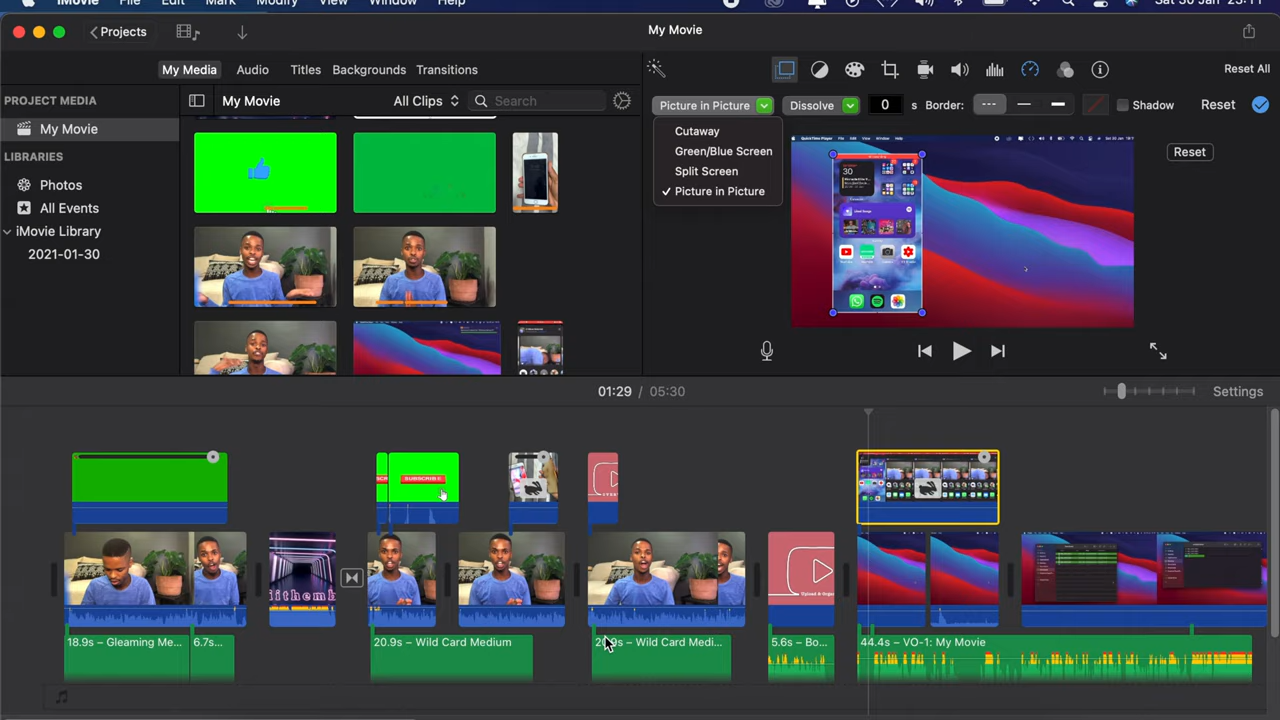 iMovie File Edit Mark Modify View Window Help Sat 30 Jan 23:11
Projects My Movie
My Media Audio Titles Backgrounds Transitions Reset All
PROJECT MEDIA My Movie All Clips Search Picture in Picture Dissolve 0 s Border: Shadow Reset
My Movie
LIBRARIES
Photos
All Events
iMovie Library
2021-01-30
Cutaway
Green/Blue Screen
Split Screen
Picture in Picture
Reset
30
01:29 / 05:30 Settings
SUBSCRIBE
18.9s – Gleaming Me... 6.7s... 20.9s – Wild Card Medium 20.9s – Wild Card Medi... 5.6s – Bo... 44.4s – VO-1: My Movie